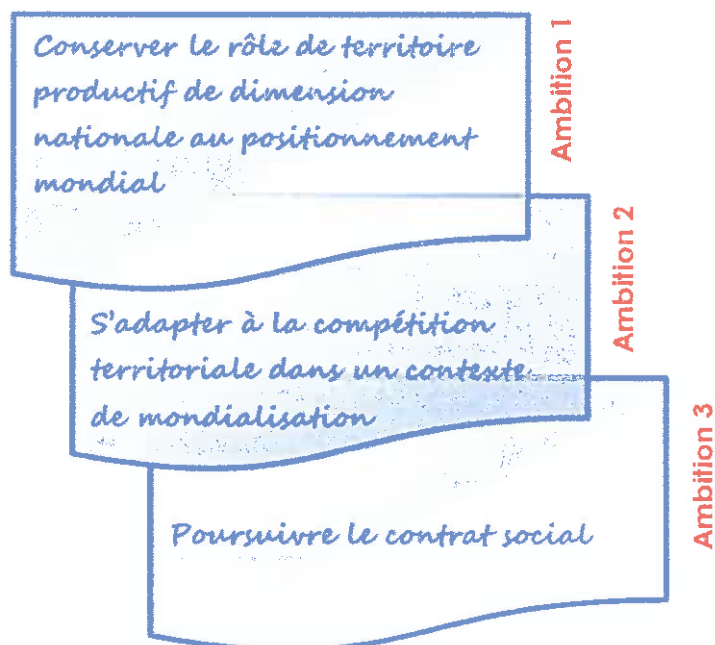 Conserver le rôle de territoire
productif de dimension
nationale au positionnement
mondial
Ambition 1
S'adapter à la compétition
territoriale dans un contexte
de mondialisation
Ambition 2
Poursuivre le contrat social
Ambition 3